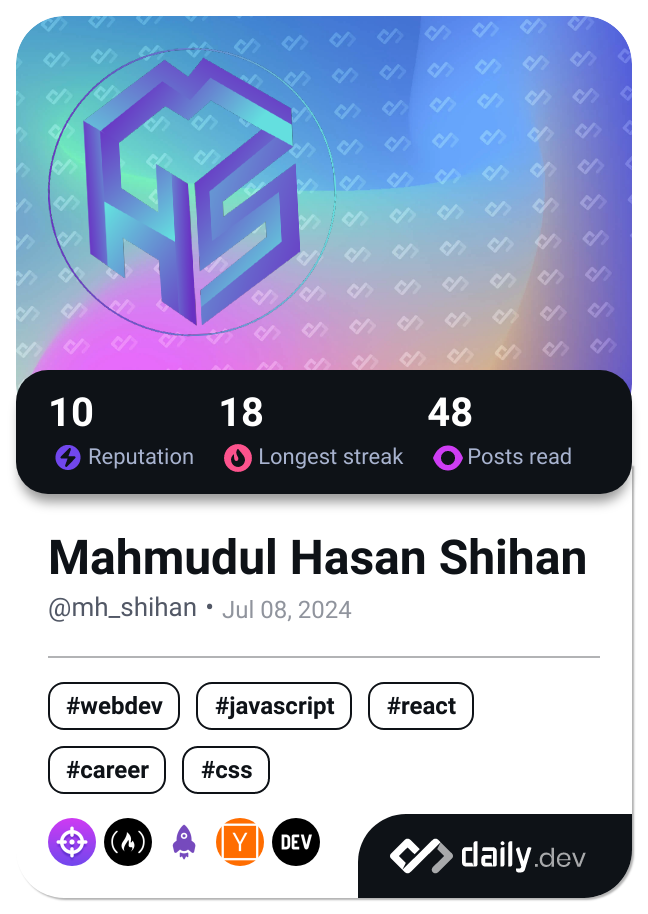 MHS
10 18 48
Reputation Longest streak Posts read
Mahmudul Hasan Shihan
@mh_shihan • Jul 08, 2024
#webdev #javascript #react
#career #css
Y DEV
daily.dev